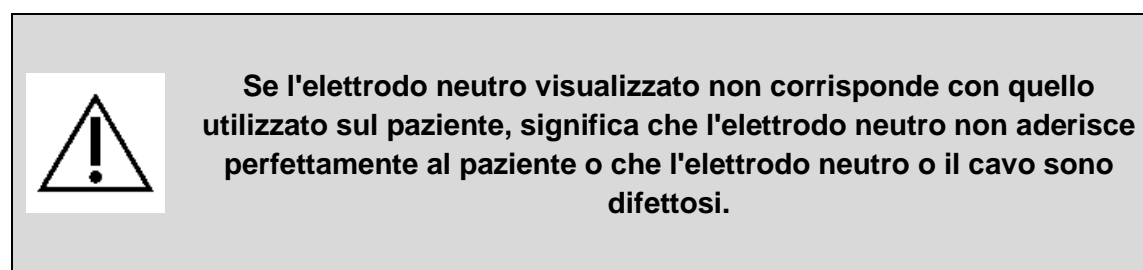 Se l'elettrodo neutro visualizzato non corrisponde con quello
utilizzato sul paziente, significa che l'elettrodo neutro non aderisce
perfettamente al paziente o che l'elettrodo neutro o il cavo sono
difettosi.